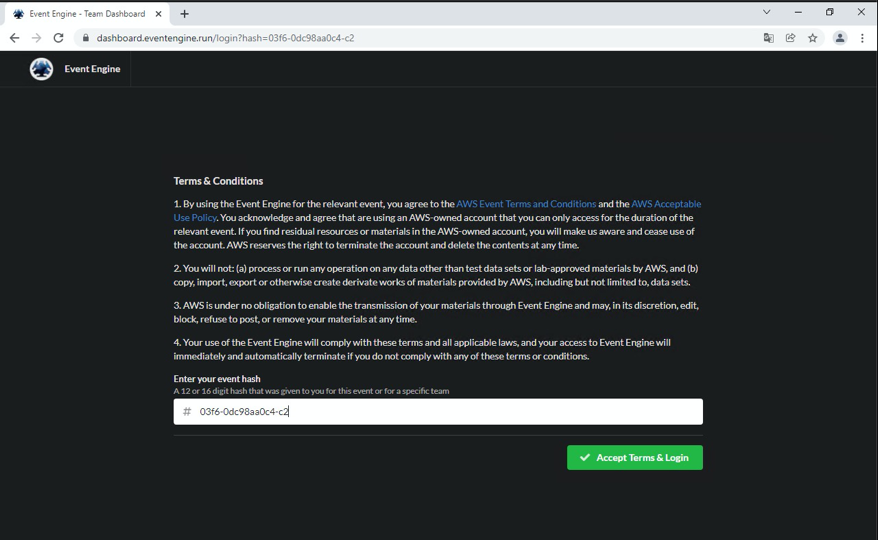 Event Engine - Team Dashboard
dashboard.eventengine.run/login?hash=03f6-0dc98aa0c4-c2
Event Engine
Terms & Conditions
1. By using the Event Engine for the relevant event, you agree to the AWS Event Terms and Conditions and the AWS Acceptable
Use Policy. You acknowledge and agree that are using an AWS-owned account that you can only access for the duration of the
relevant event. If you find residual resources or materials in the AWS-owned account, you will make us aware and cease use of
the account. AWS reserves the right to terminate the account and delete the contents at any time.
2. You will not: (a) process or run any operation on any data other than test data sets or lab-approved materials by AWS, and (b)
copy, import, export or otherwise create derivate works of materials provided by AWS, including but not limited to, data sets.
3. AWS is under no obligation to enable the transmission of your materials through Event Engine and may, in its discretion, edit,
block, refuse to post, or remove your materials at any time.
4. Your use of the Event Engine will comply with these terms and all applicable laws, and your access to Event Engine will
immediately and automatically terminate if you do not comply with any of these terms or conditions.
Enter your event hash
A 12 or 16 digit hash that was given to you for this event or for a specific team
# 03f6-0dc98aa0c4-c2
Accept Terms & Login